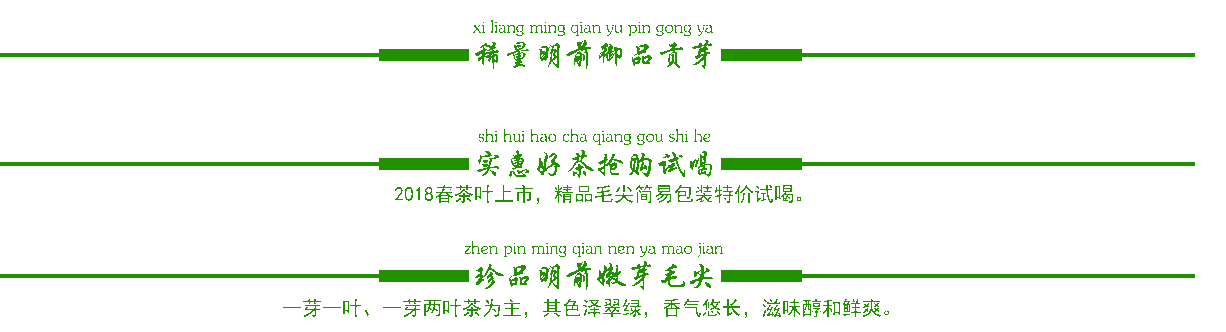 xi liang ming qian yu pin gong ya
稀量明前御品贡芽
shi hui hao cha qiang gou shi he
实惠好茶抢购试喝
2018春茶叶上市，精品毛尖简易包装特价试喝。
zhen pin ming qian nen ya mao jian
珍品明前嫩芽毛尖
一芽一叶、一芽两叶茶为主，其色泽翠绿，香气悠长，滋味醇和鲜爽。